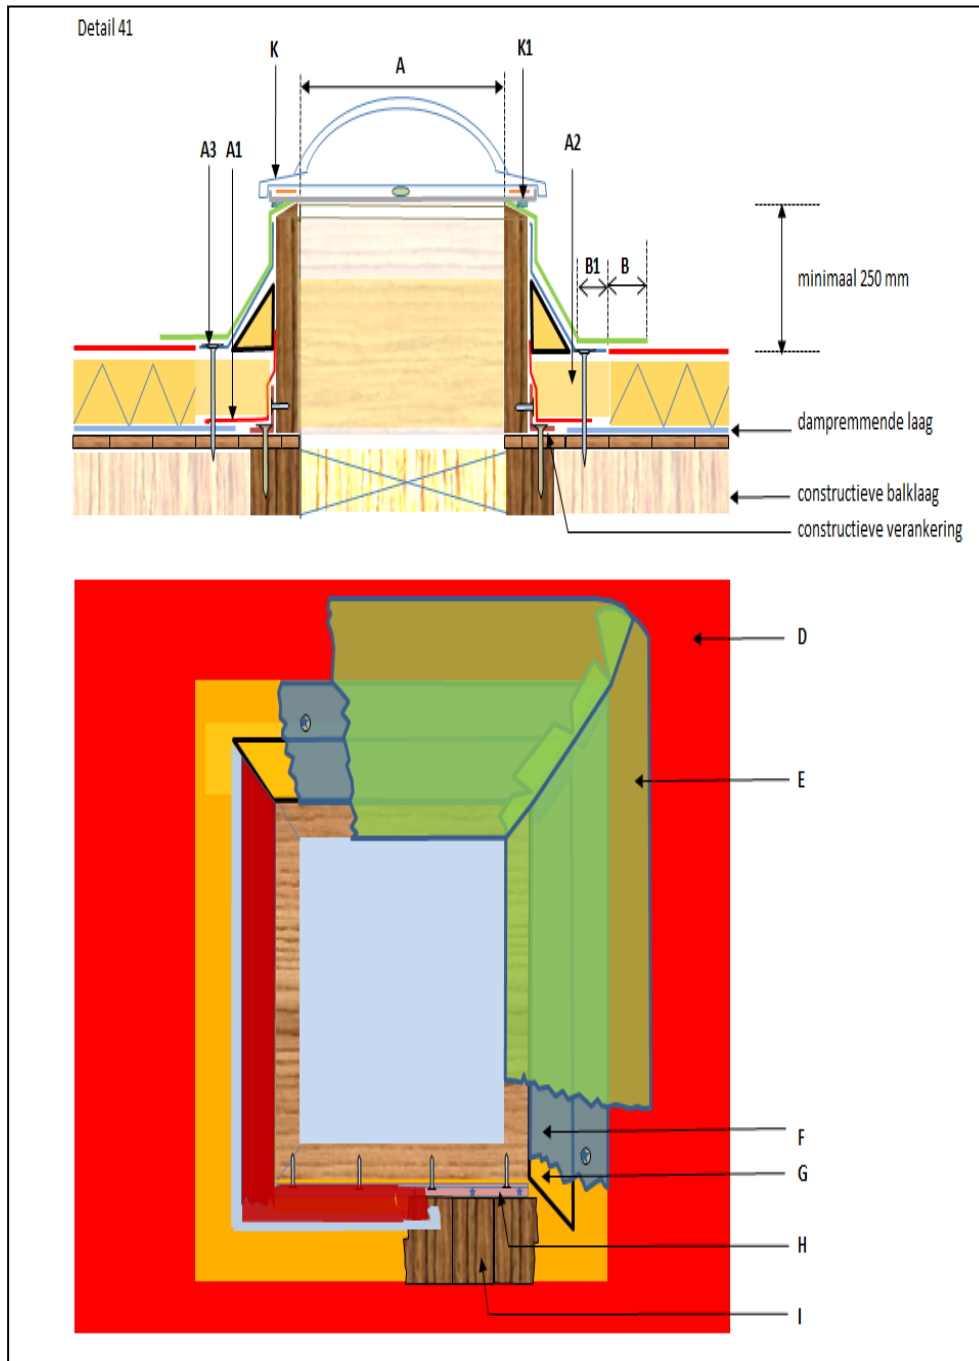 Detail 41
K
A
K1
A3
A1
A2
B1
B
minimaal 250 mm
dampremmende laag
constructieve balklaag
constructieve verankering
D
E
F
G
H
I